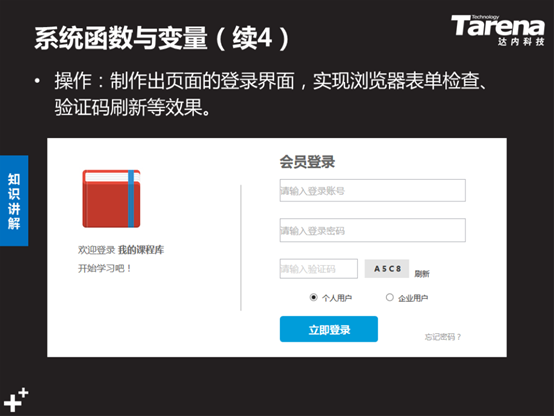 系统函数与变量（续4）
Technology
Tarena
达内科技
• 操作：制作出页面的登录界面，实现浏览器表单检查、
验证码刷新等效果。
知识讲解
欢迎登录 我的课程库
开始学习吧！
会员登录
请输入登录账号
请输入登录密码
请输入验证码
A5C8
刷新
个人用户
企业用户
立即登录
忘记密码？